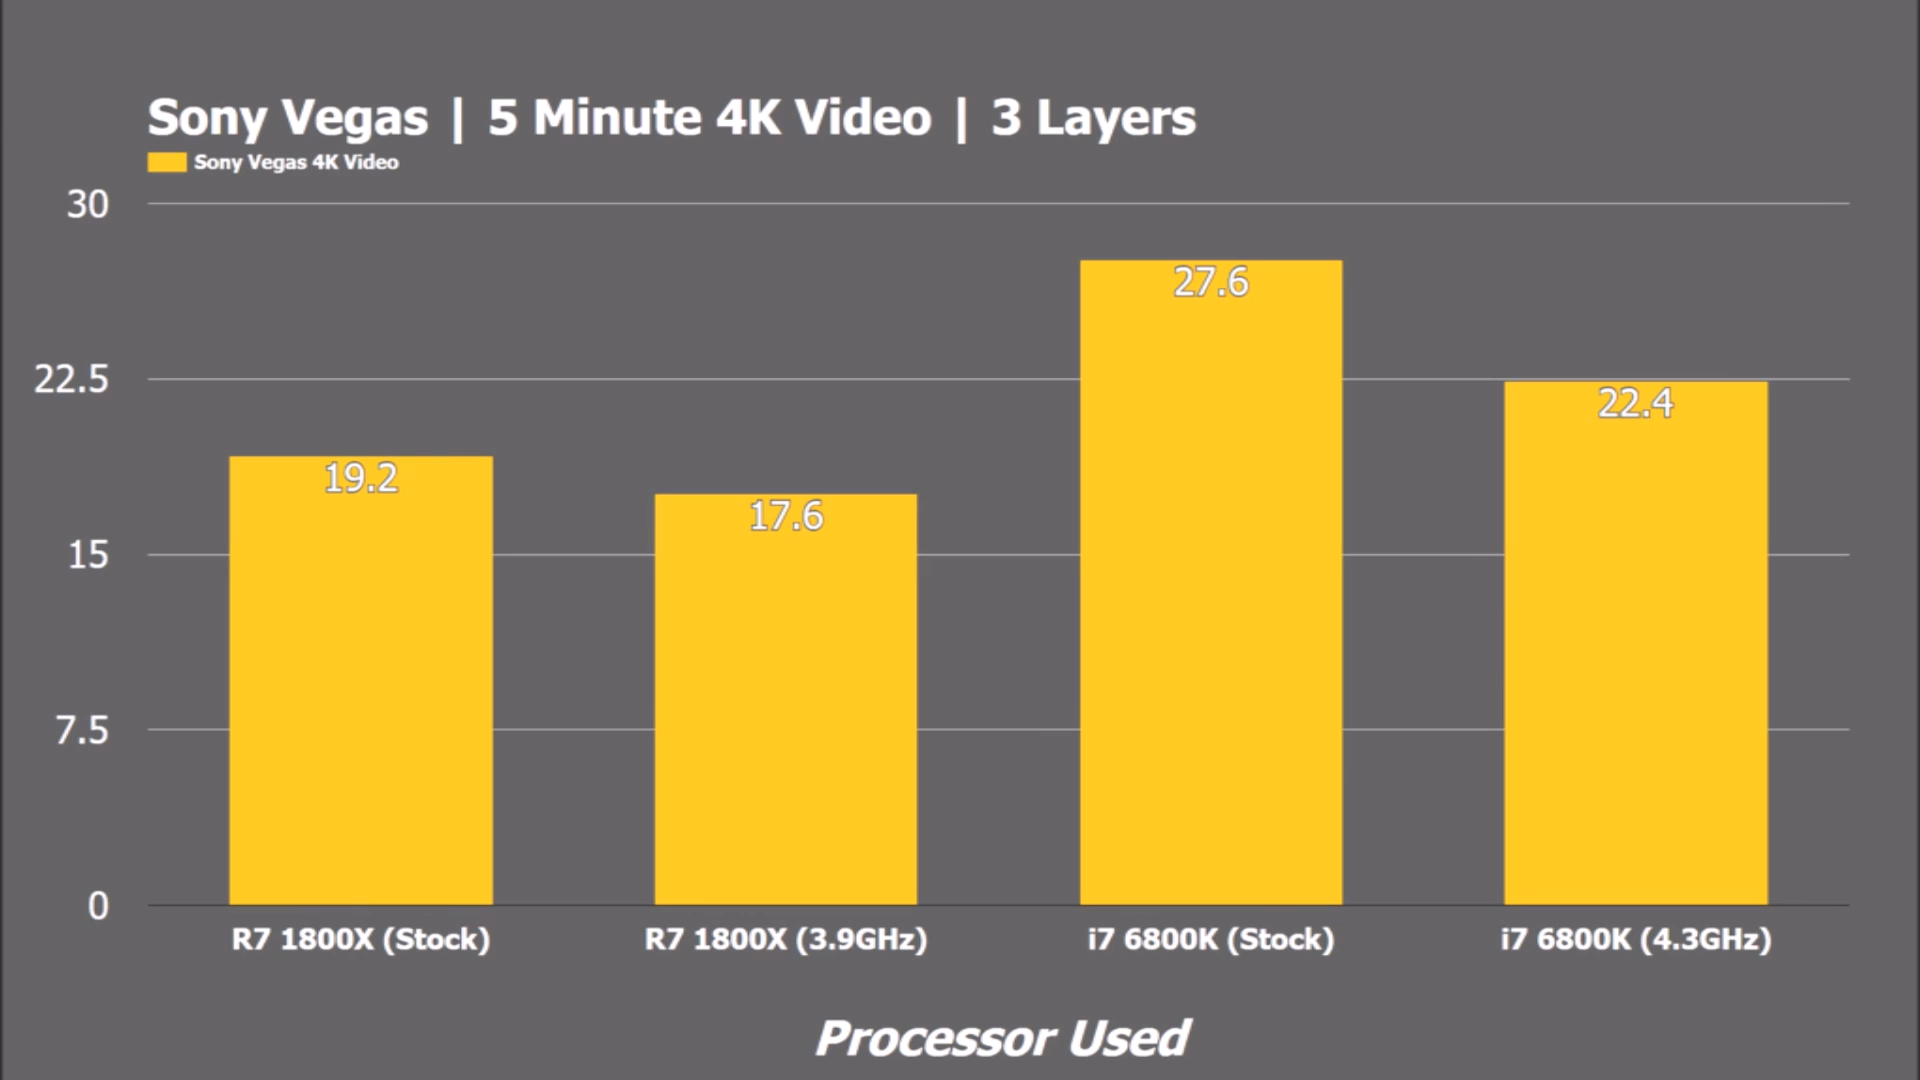 Sony Vegas | 5 Minute 4K Video | 3 Layers
Sony Vegas 4K Video
30
22.5
15
7.5
0
19.2
17.6
27.6
22.4
R7 1800X (Stock)
R7 1800X (3.9GHz)
i7 6800K (Stock)
i7 6800K (4.3GHz)
Processor Used